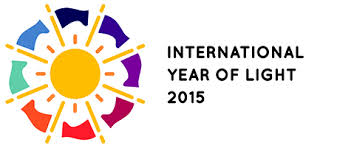 INTERNATIONAL
YEAR OF LIGHT
2015